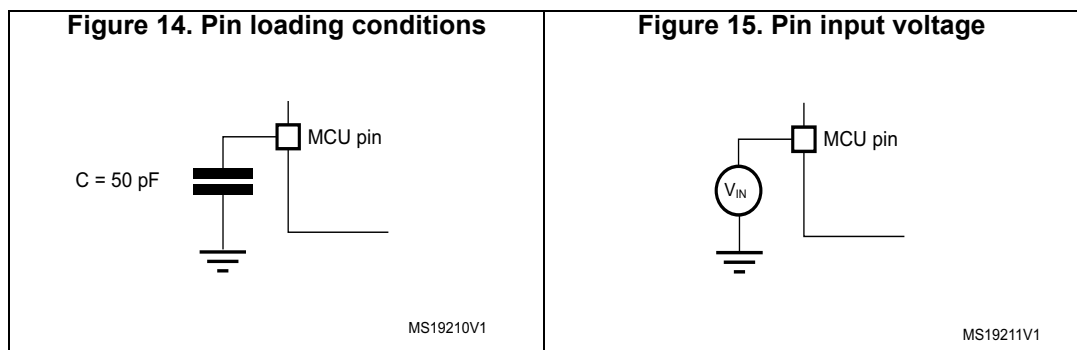 Figure 14. Pin loading conditions
MCU pin
C = 50 pF
MS19210V1
Figure 15. Pin input voltage
MCU pin
VIN
MS19211V1